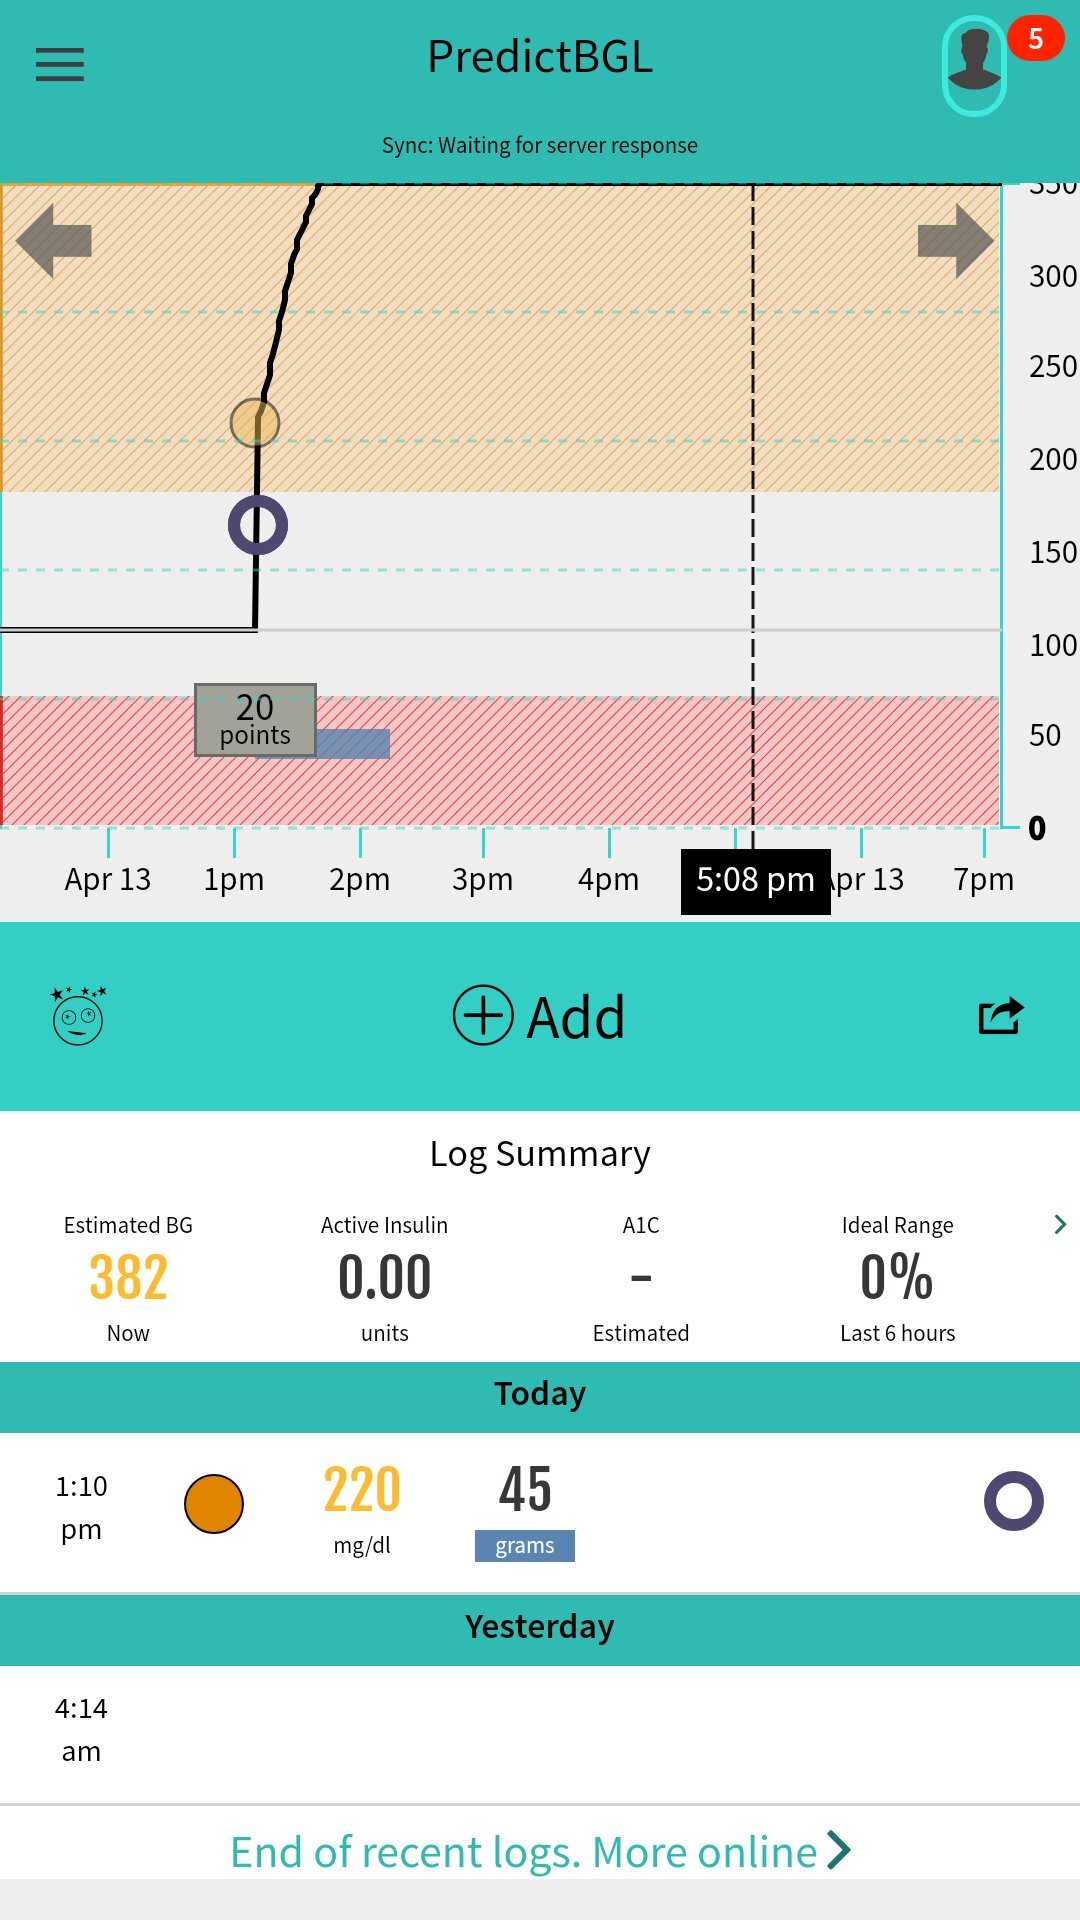 PredictBGL
5
Sync: Waiting for server response
350
300
250
200
150
100
50
0
20
points
Apr 13 1pm 2pm 3pm 4pm 5:08 pm Apr 13 7pm
Add
Log Summary
Estimated BG Active Insulin A1C Ideal Range
382 0.00 - 0%
Now units Estimated Last 6 hours
Today
1:10 pm
220 45
mg/dl grams
Yesterday
4:14 am
End of recent logs. More online